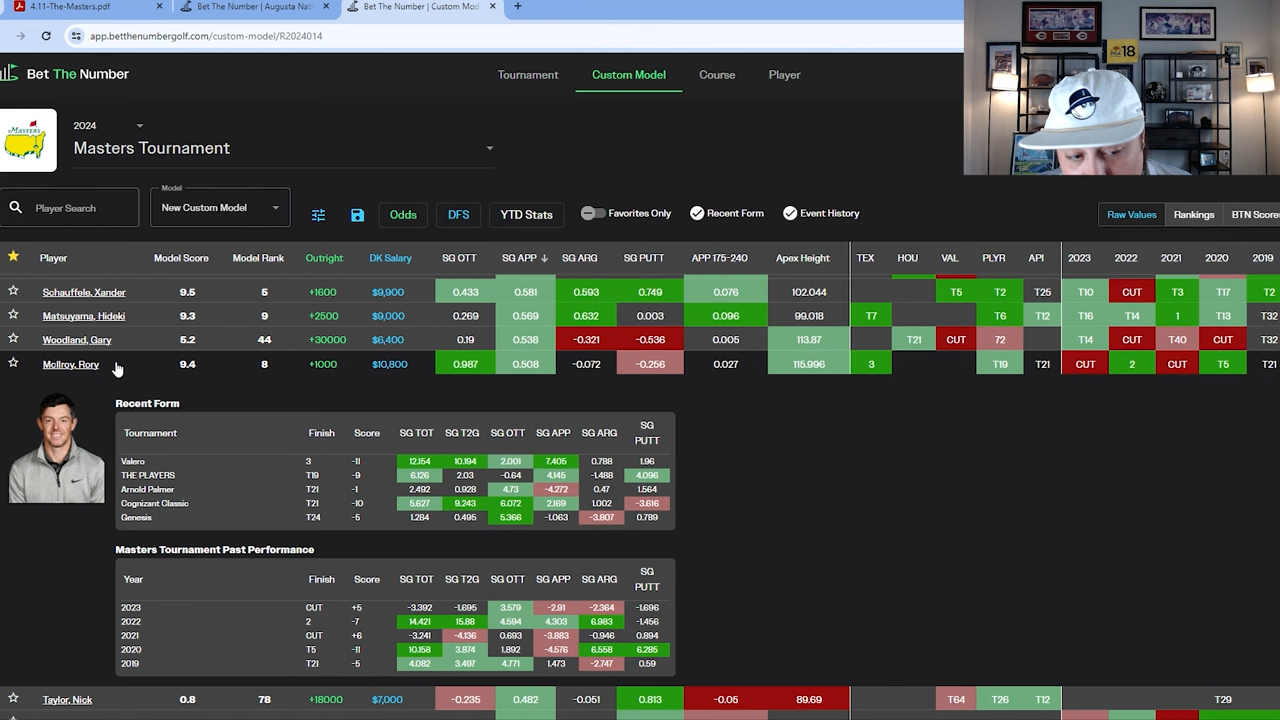 4.11-The-Masters.pdf
Bet The Number | Augusta Nat
Bet The Number | Custom Mod
app.betthenumbergolf.com/custom-model/R2024014
Bet The Number
Tournament
Custom Model
Course
Player
MASTERS
2024
Masters Tournament
Player Search
Model
New Custom Model
Odds
DFS
YTD Stats
Favorites Only
Recent Form
Event History
Raw Values
Rankings
BTN Score
Player Model Score Model Rank Outright DK Salary SG OTT SG APP SG ARG SG PUTT APP 175-240 Apex Height TEX HOU VAL PLYR API 2023 2022 2021 2020 2019
Schauffele, Xander 9.5 5 +1600 $9,900 0.433 0.581 0.593 0.749 0.076 102.044 T5 T2 T25 T10 CUT T3 T17 T2
Matsuyama, Hideki 9.3 9 +2500 $9,000 0.269 0.569 0.632 0.003 0.096 99.018 T7 T6 T12 T16 T14 1 T13 T32
Woodland, Gary 5.2 44 +30000 $6,400 0.19 0.538 -0.321 -0.536 0.005 113.87 T21 CUT 72 T14 CUT T40 CUT T32
McIlroy, Rory 9.4 8 +1000 $10,800 0.987 0.508 -0.072 -0.256 0.027 115.996 3 T19 T21 CUT 2 CUT T5 T21
Recent Form
Tournament Finish Score SG TOT SG T2G SG OTT SG APP SG ARG SG PUTT
Valero 3 -11 12.154 10.194 2.001 7.405 0.788 1.96
THE PLAYERS T19 -9 6.126 2.03 -0.64 4.145 -1.488 4.096
Arnold Palmer T21 -1 2.492 0.928 4.73 -4.272 0.47 1.564
Cognizant Classic T21 -10 5.627 9.243 6.072 2.169 1.002 -3.616
Genesis T24 -5 1.284 0.495 5.366 -1.063 -3.807 0.789
Masters Tournament Past Performance
Year Finish Score SG TOT SG T2G SG OTT SG APP SG ARG SG PUTT
2023 CUT +5 -3.392 -1.695 3.579 -2.91 -2.364 -1.696
2022 2 -7 14.421 15.88 4.594 4.303 6.983 -1.456
2021 CUT +6 -3.241 -4.136 0.693 -3.883 -0.946 0.894
2020 T5 -11 10.158 3.874 1.892 -4.576 6.558 6.285
2019 T21 -5 4.082 3.497 4.771 1.473 -2.747 0.59
Taylor, Nick 0.8 78 +18000 $7,000 -0.235 0.482 -0.051 0.813 -0.05 89.69 T64 T26 T12 T29